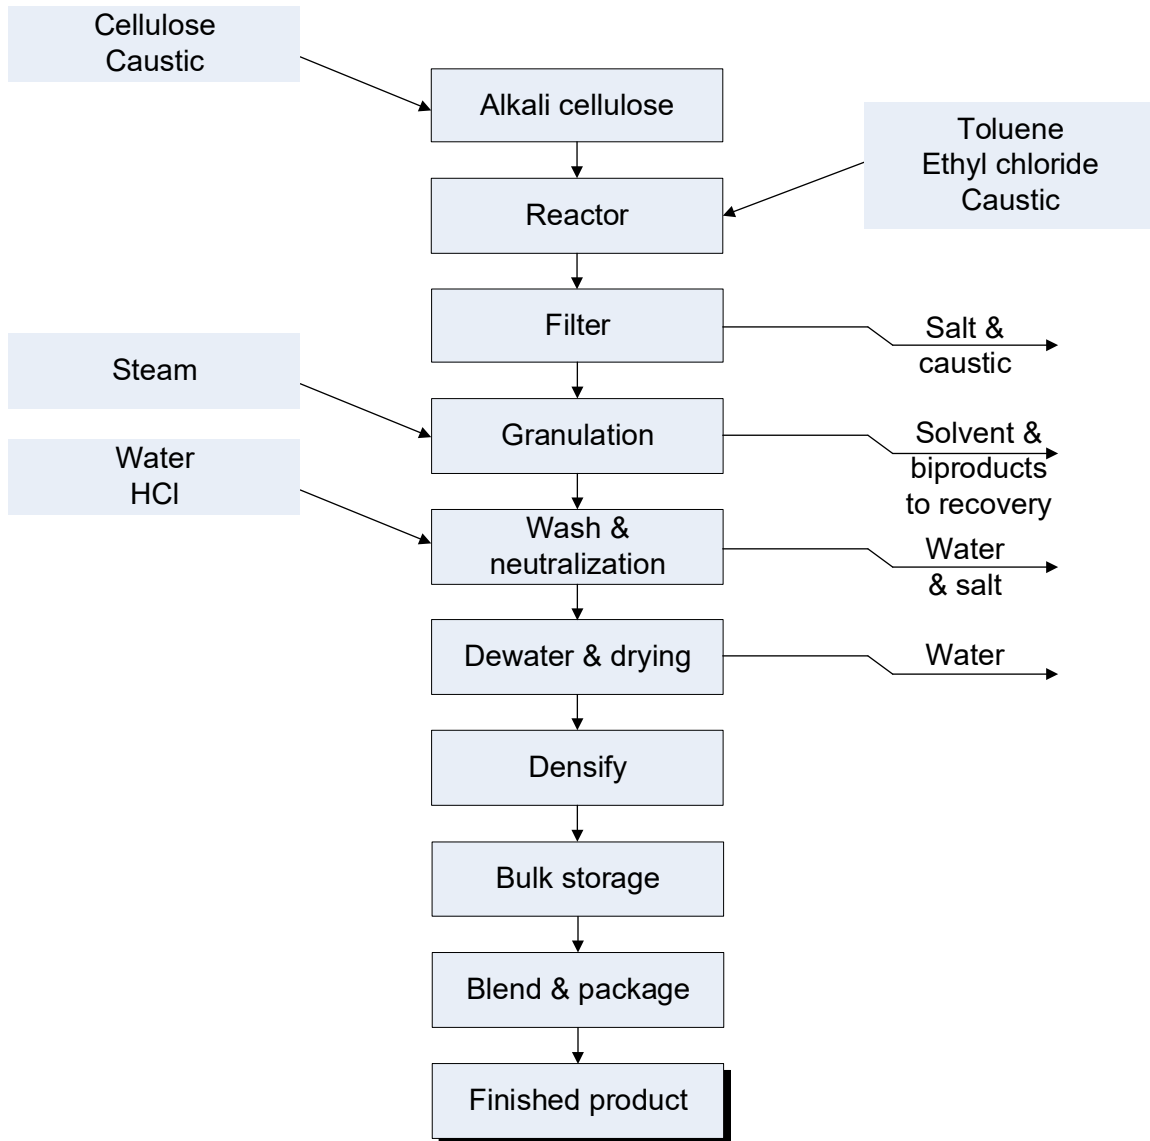 Cellulose
Caustic
Alkali cellulose
Toluene
Ethyl chloride
Caustic
Reactor
Filter
Salt &
caustic
Steam
Granulation
Solvent &
biproducts
to recovery
Water
HCl
Wash &
neutralization
Water
& salt
Dewater & drying
Water
Densify
Bulk storage
Blend & package
Finished product